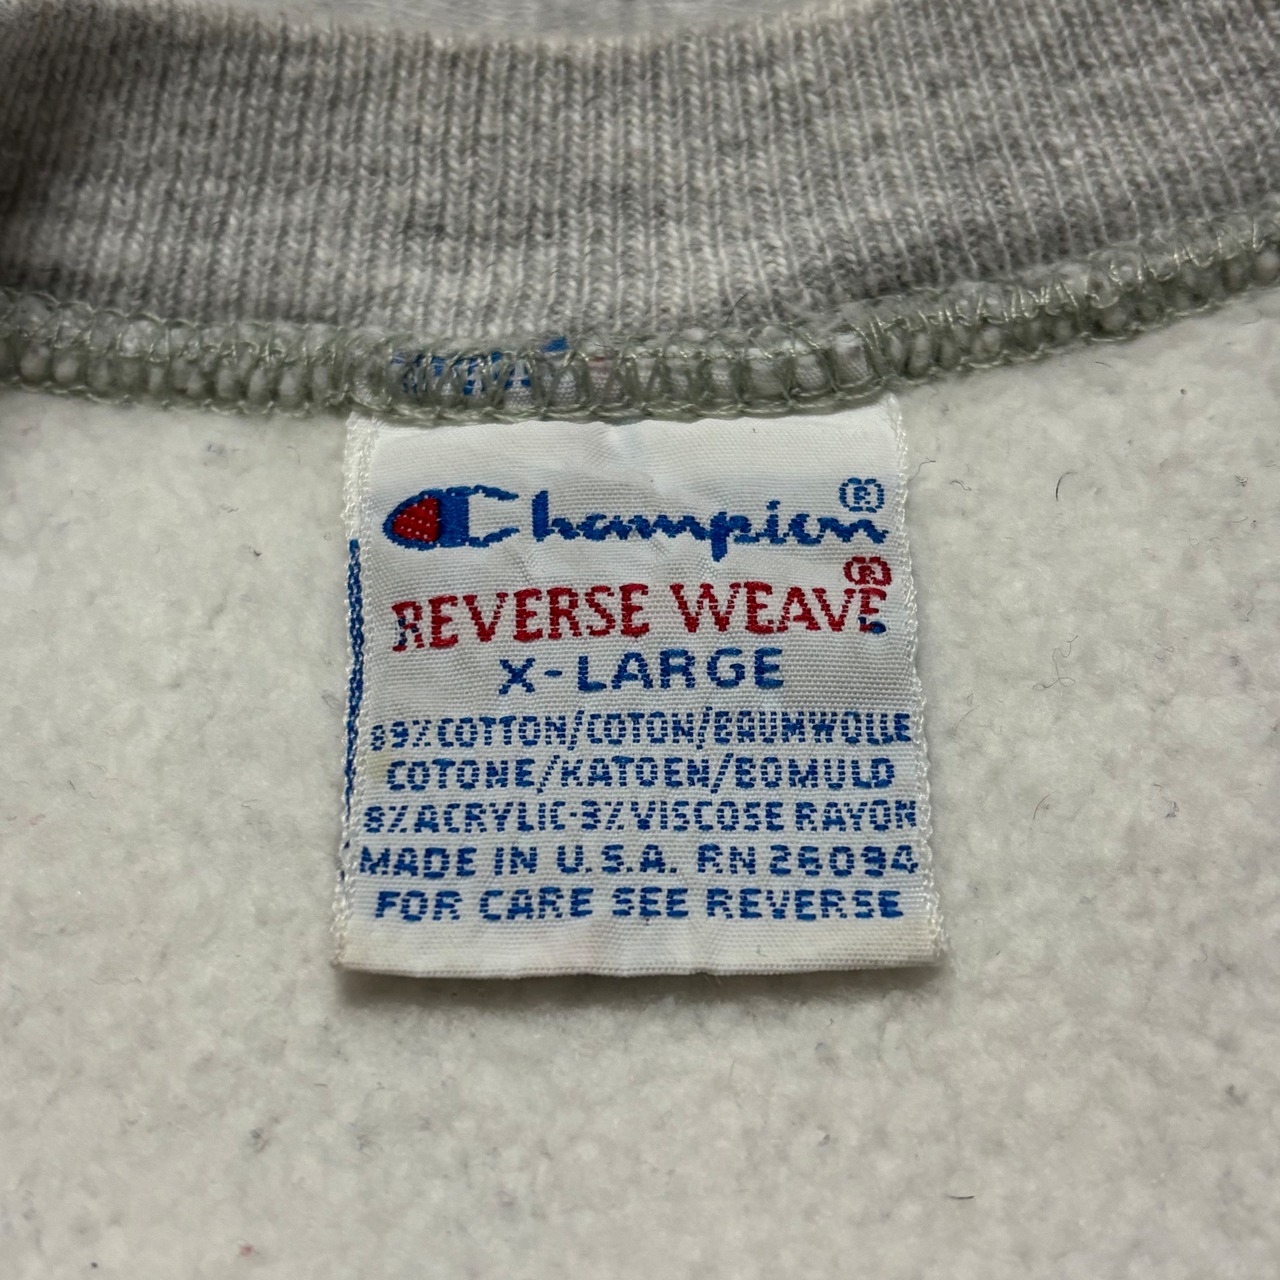 Champion®
REVERSE WEAVE®
X-LARGE
89% COTTON/COTON/BAUMWOLLE
COTONE/KATOEN/BOMULD
8% ACRYLIC-3% VISCOSE RAYON
MADE IN U.S.A. RN 26094
FOR CARE SEE REVERSE